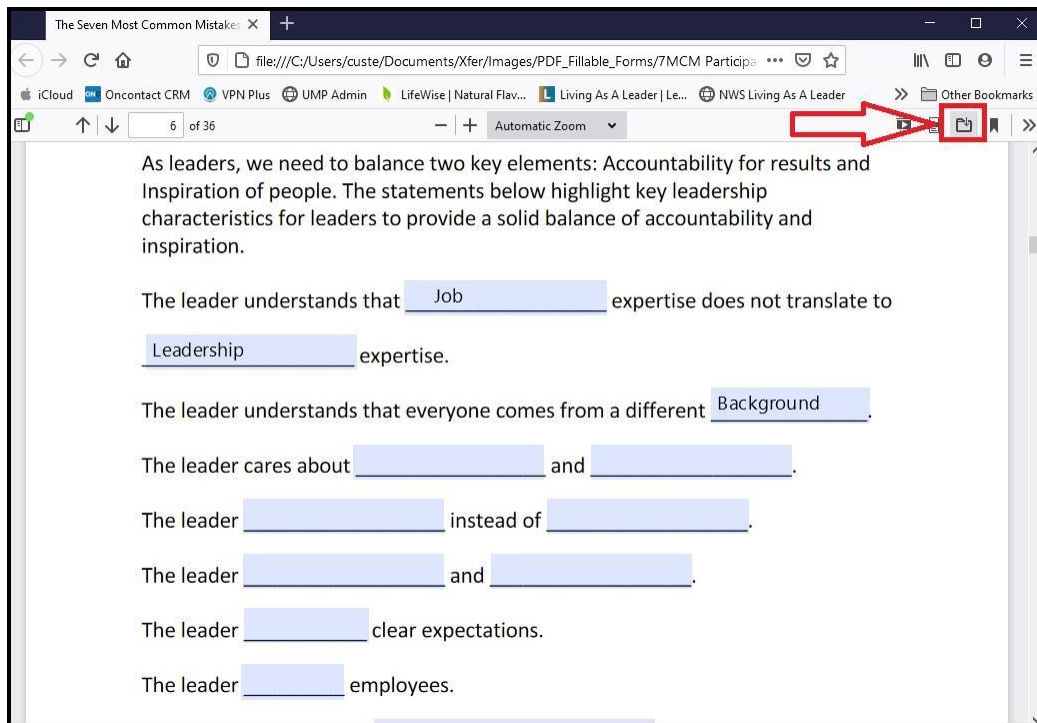 The Seven Most Common Mistakes
file:///C:/Users/custe/Documents/Xfer/Images/PDF_Fillable_Forms/7MCM Participa
iCloud ON Oncontact CRM VPN Plus UMP Admin LifeWise | Natural Flav... L Living As A Leader | Le... NWS Living As A Leader Other Bookmarks
6 of 36 Automatic Zoom
As leaders, we need to balance two key elements: Accountability for results and
Inspiration of people. The statements below highlight key leadership
characteristics for leaders to provide a solid balance of accountability and
inspiration.
The leader understands that Job expertise does not translate to
Leadership expertise.
The leader understands that everyone comes from a different Background.
The leader cares about and .
The leader instead of .
The leader and .
The leader clear expectations.
The leader employees.